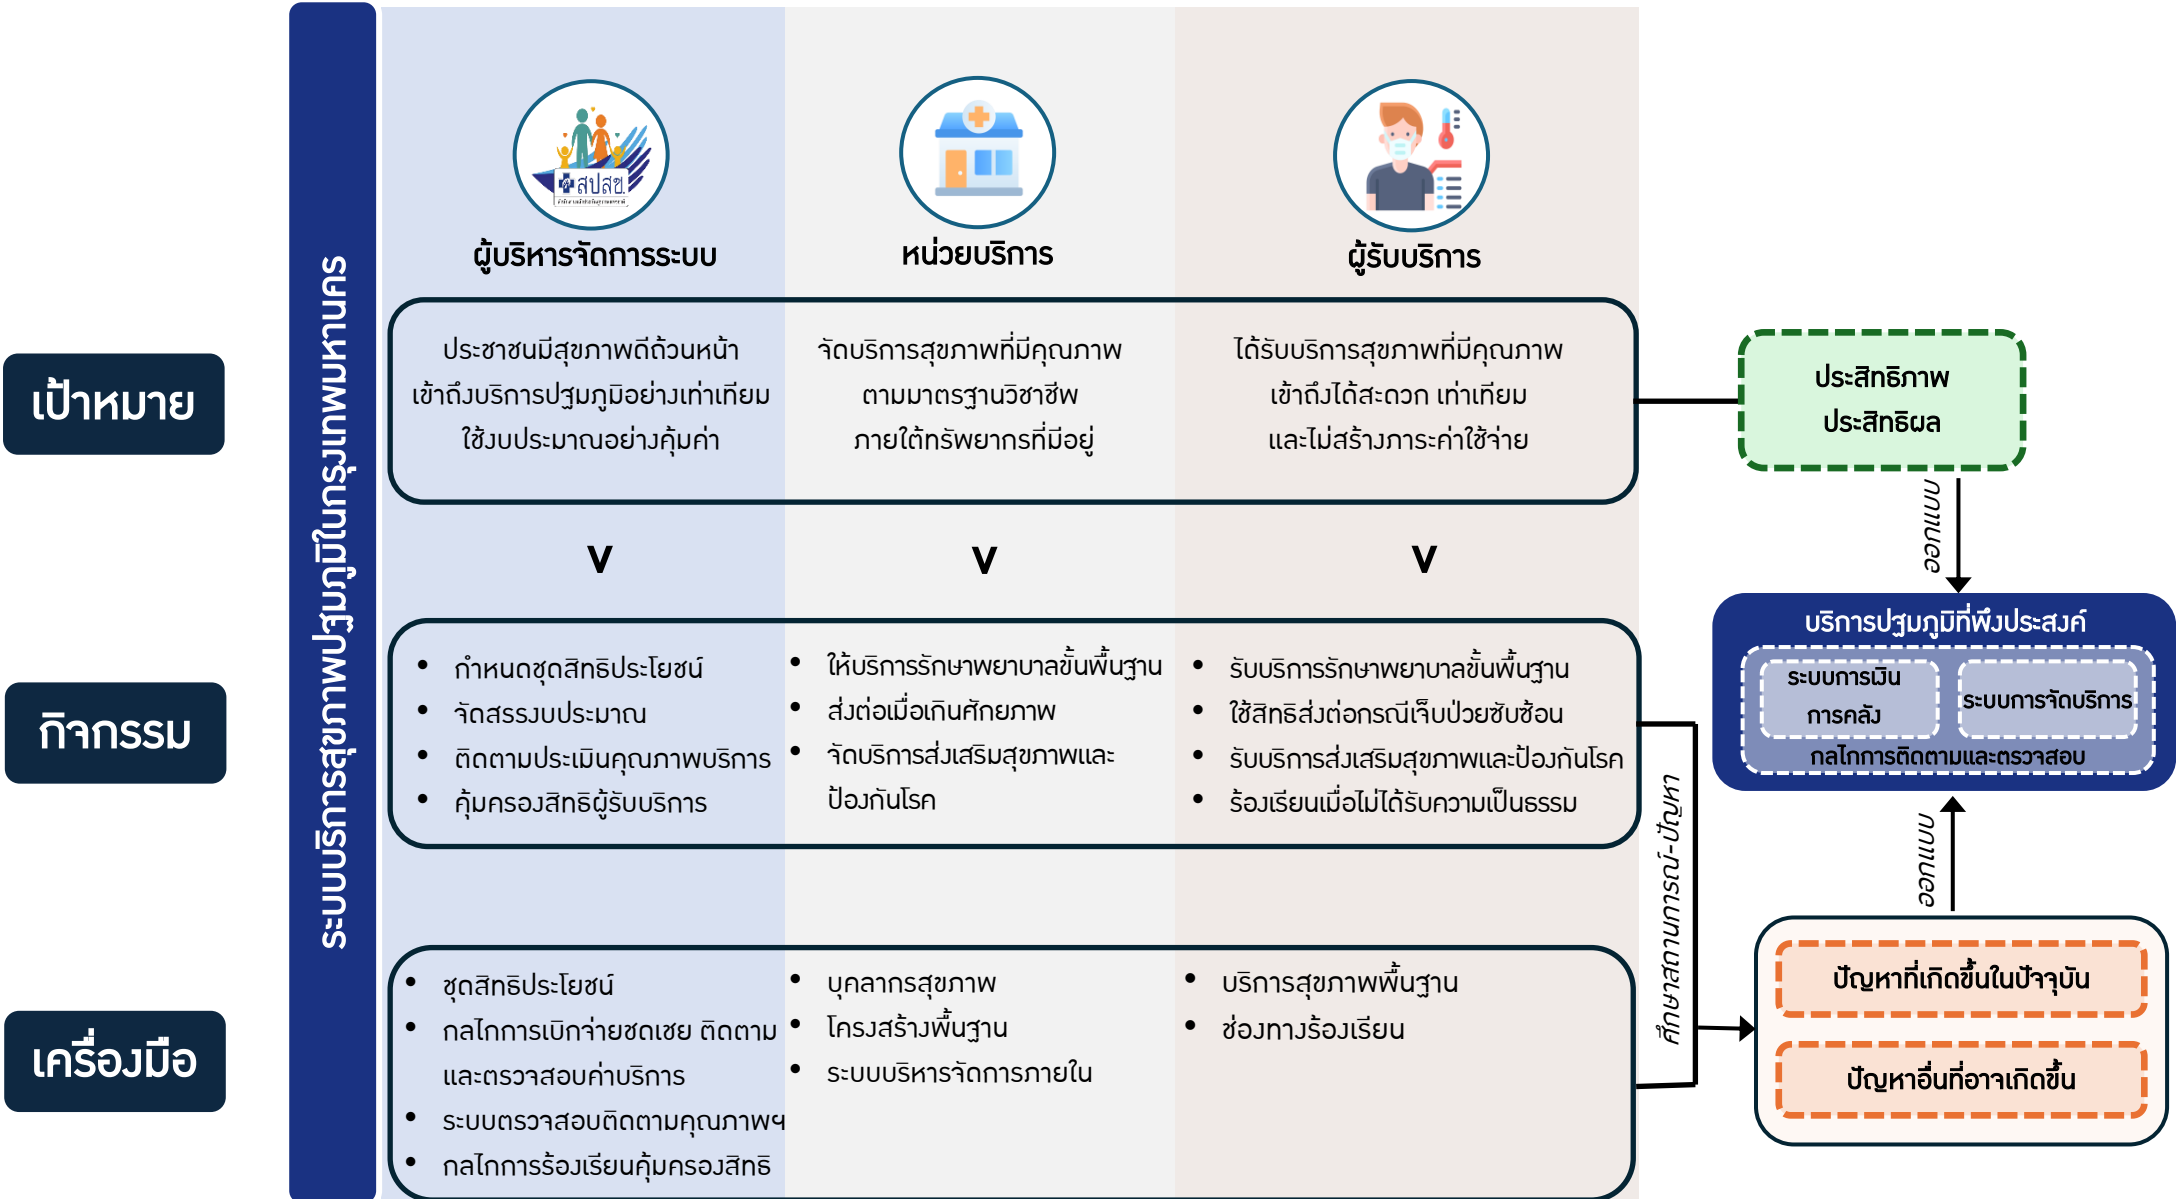 ระบบบริการสุขภาพปฐมภูมิในกรุงเทพมหานคร
สปสช.
ผู้บริหารจัดการระบบ
หน่วยบริการ
ผู้รับบริการ
เป้าหมาย
ประชาชนมีสุขภาพดีถ้วนหน้า
เข้าถึงบริการปฐมภูมิอย่างเท่าเทียม
ใช้งบประมาณอย่างคุ้มค่า
จัดบริการสุขภาพที่มีคุณภาพ
ตามมาตรฐานวิชาชีพ
ภายใต้ทรัพยากรที่มีอยู่
ได้รับบริการสุขภาพที่มีคุณภาพ
เข้าถึงได้สะดวก เท่าเทียม
และไม่สร้างภาระค่าใช้จ่าย
ประสิทธิภาพ
ประสิทธิผล
ออกแบบ
กิจกรรม
• กำหนดชุดสิทธิประโยชน์
• จัดสรรงบประมาณ
• ติดตามประเมินคุณภาพบริการ
• คุ้มครองสิทธิผู้รับบริการ
• ให้บริการรักษาพยาบาลขั้นพื้นฐาน
• ส่งต่อเมื่อเกินศักยภาพ
• จัดบริการส่งเสริมสุขภาพและ
ป้องกันโรค
• รับบริการรักษาพยาบาลขั้นพื้นฐาน
• ใช้สิทธิส่งต่อกรณีเจ็บป่วยซับซ้อน
• รับบริการส่งเสริมสุขภาพและป้องกันโรค
• ร้องเรียนเมื่อไม่ได้รับความเป็นธรรม
บริการปฐมภูมิที่พึงประสงค์
ระบบการเงิน
การคลัง
ระบบการจัดบริการ
กลไกการติดตามและตรวจสอบ
ศึกษาสถานการณ์-ปัญหา
ออกแบบ
เครื่องมือ
• ชุดสิทธิประโยชน์
• กลไกการเบิกจ่ายชดเชย ติดตาม
และตรวจสอบค่าบริการ
• ระบบตรวจสอบติดตามคุณภาพฯ
• กลไกการร้องเรียนคุ้มครองสิทธิ
• บุคลากรสุขภาพ
• โครงสร้างพื้นฐาน
• ระบบบริหารจัดการภายใน
• บริการสุขภาพพื้นฐาน
• ช่องทางร้องเรียน
ปัญหาที่เกิดขึ้นในปัจจุบัน
ปัญหาอื่นที่อาจเกิดขึ้น